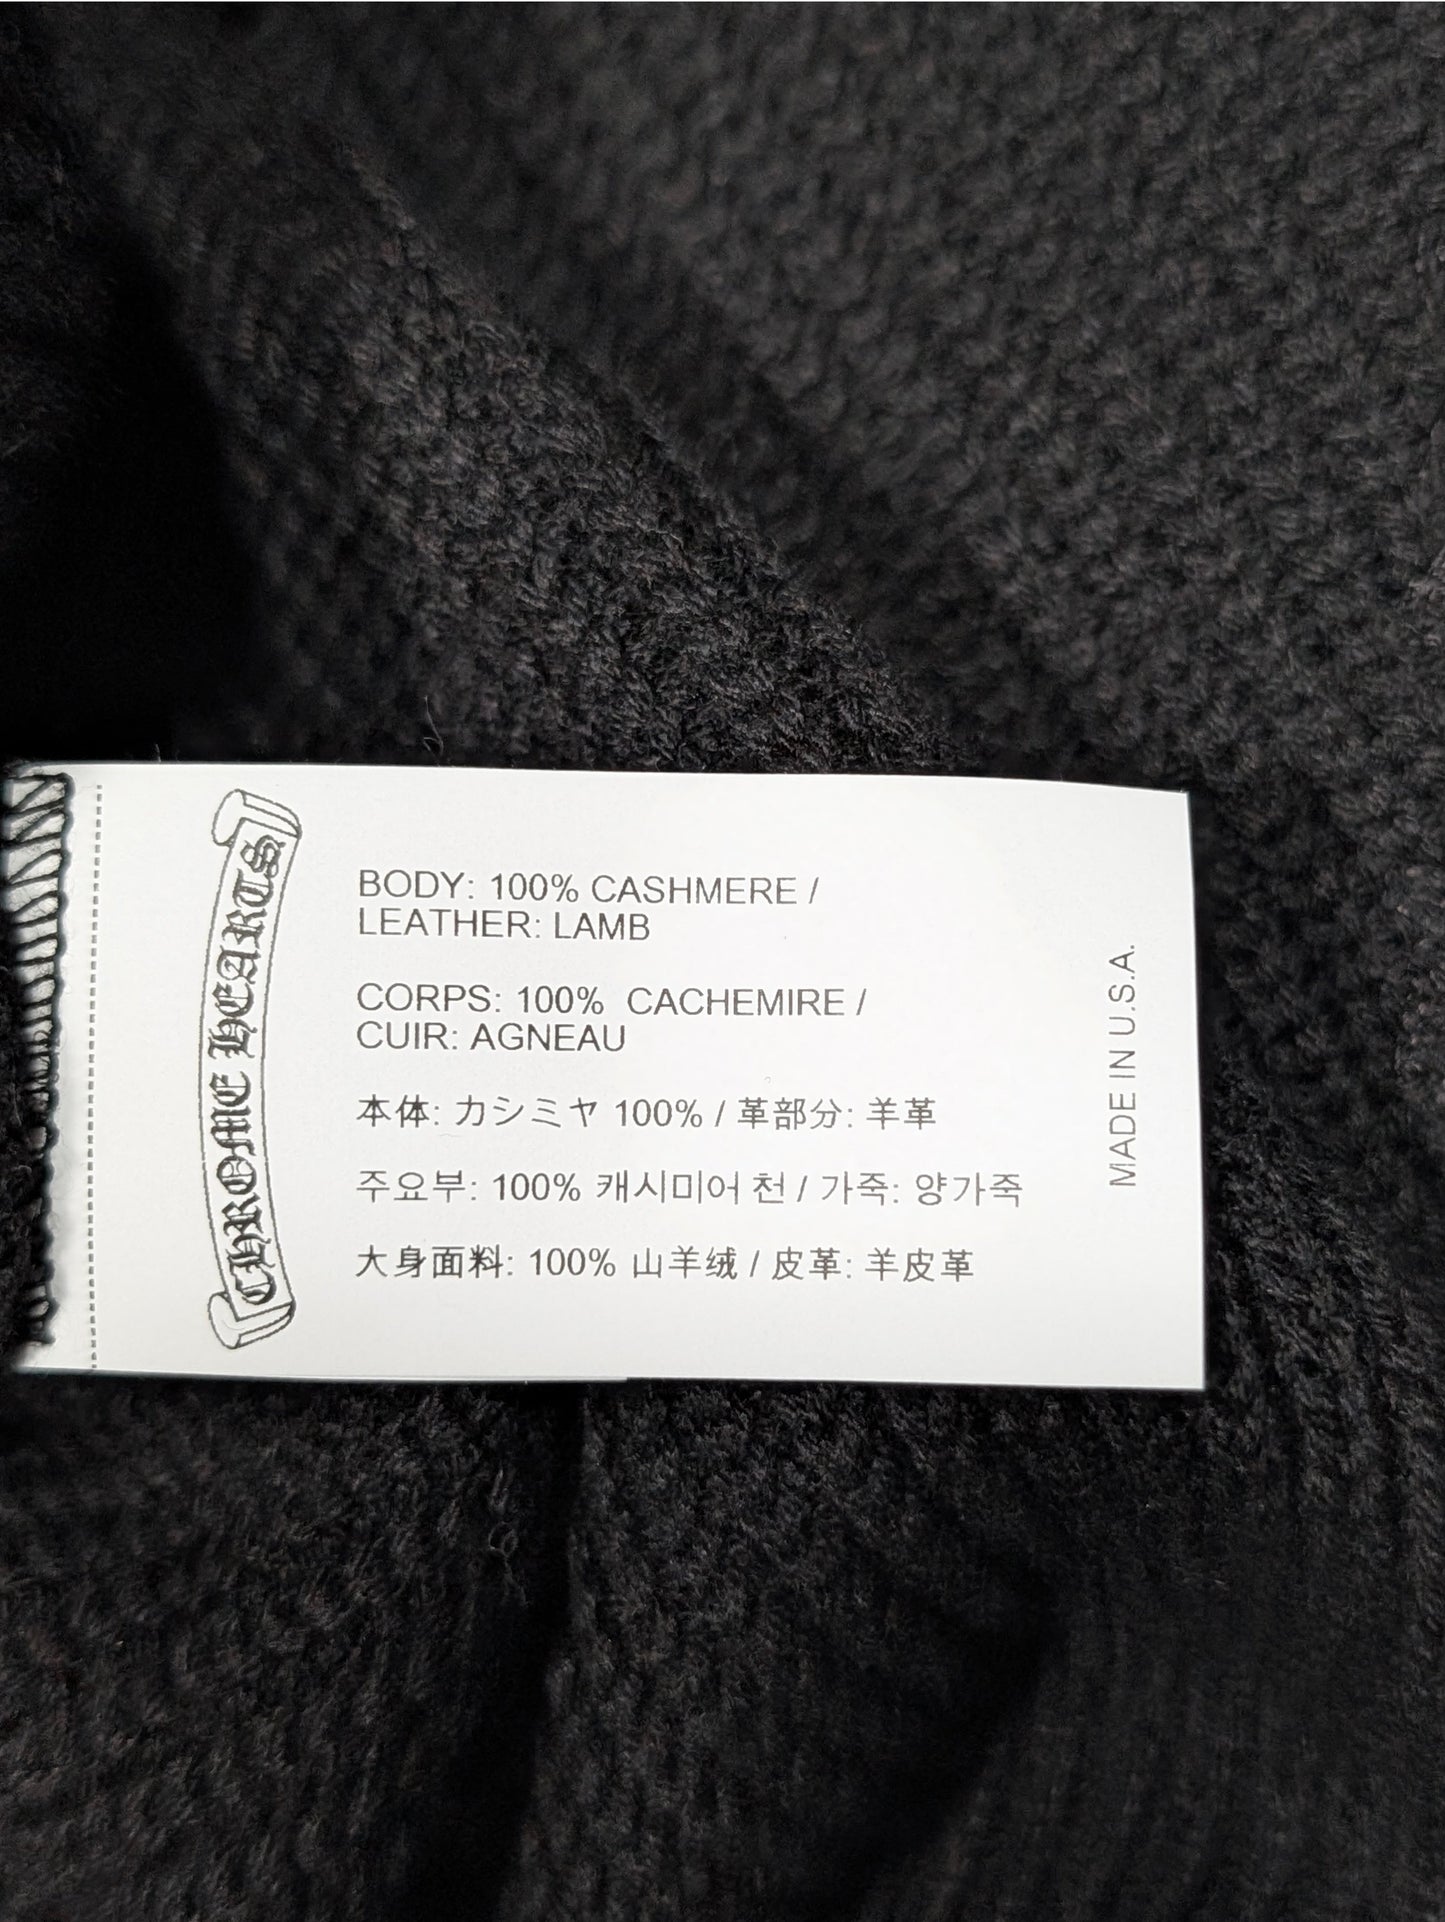 CHROME HEARTS
BODY: 100% CASHMERE /
LEATHER: LAMB
CORPS: 100% CACHEMIRE /
CUIR: AGNEAU
本体: カシミヤ 100% / 革部分: 羊革
주요부: 100% 캐시미어 천 / 가죽: 양가죽
大身面料: 100% 山羊绒 / 皮革: 羊皮革
MADE IN U.S.A.